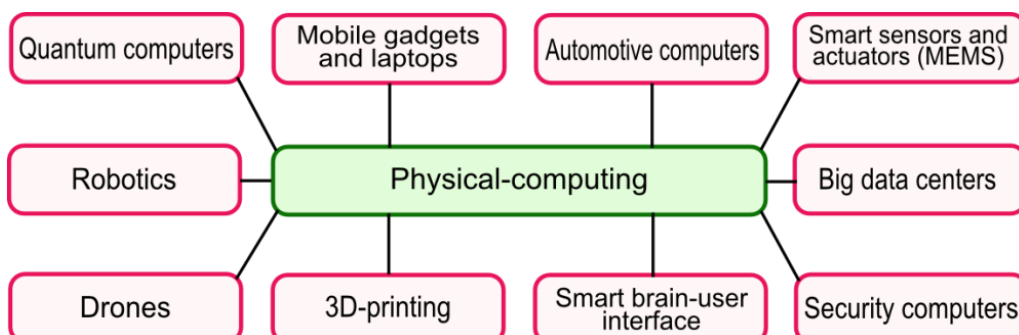 Quantum computers
Mobile gadgets
and laptops
Automotive computers
Smart sensors and
actuators (MEMS)
Robotics
Physical-computing
Big data centers
Drones
3D-printing
Smart brain-user
interface
Security computers